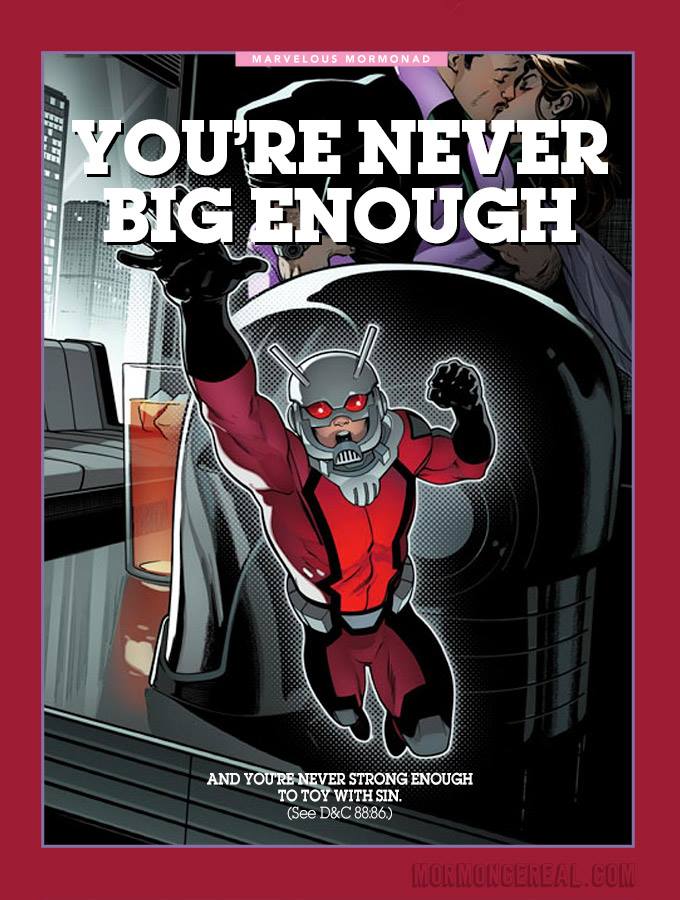 MARVELOUS MORMONAD
YOU'RE NEVER
BIG ENOUGH
AND YOU'RE NEVER STRONG ENOUGH
TO TOY WITH SIN.
(See D&C 88:86.)
MORMONCEREAL.COM